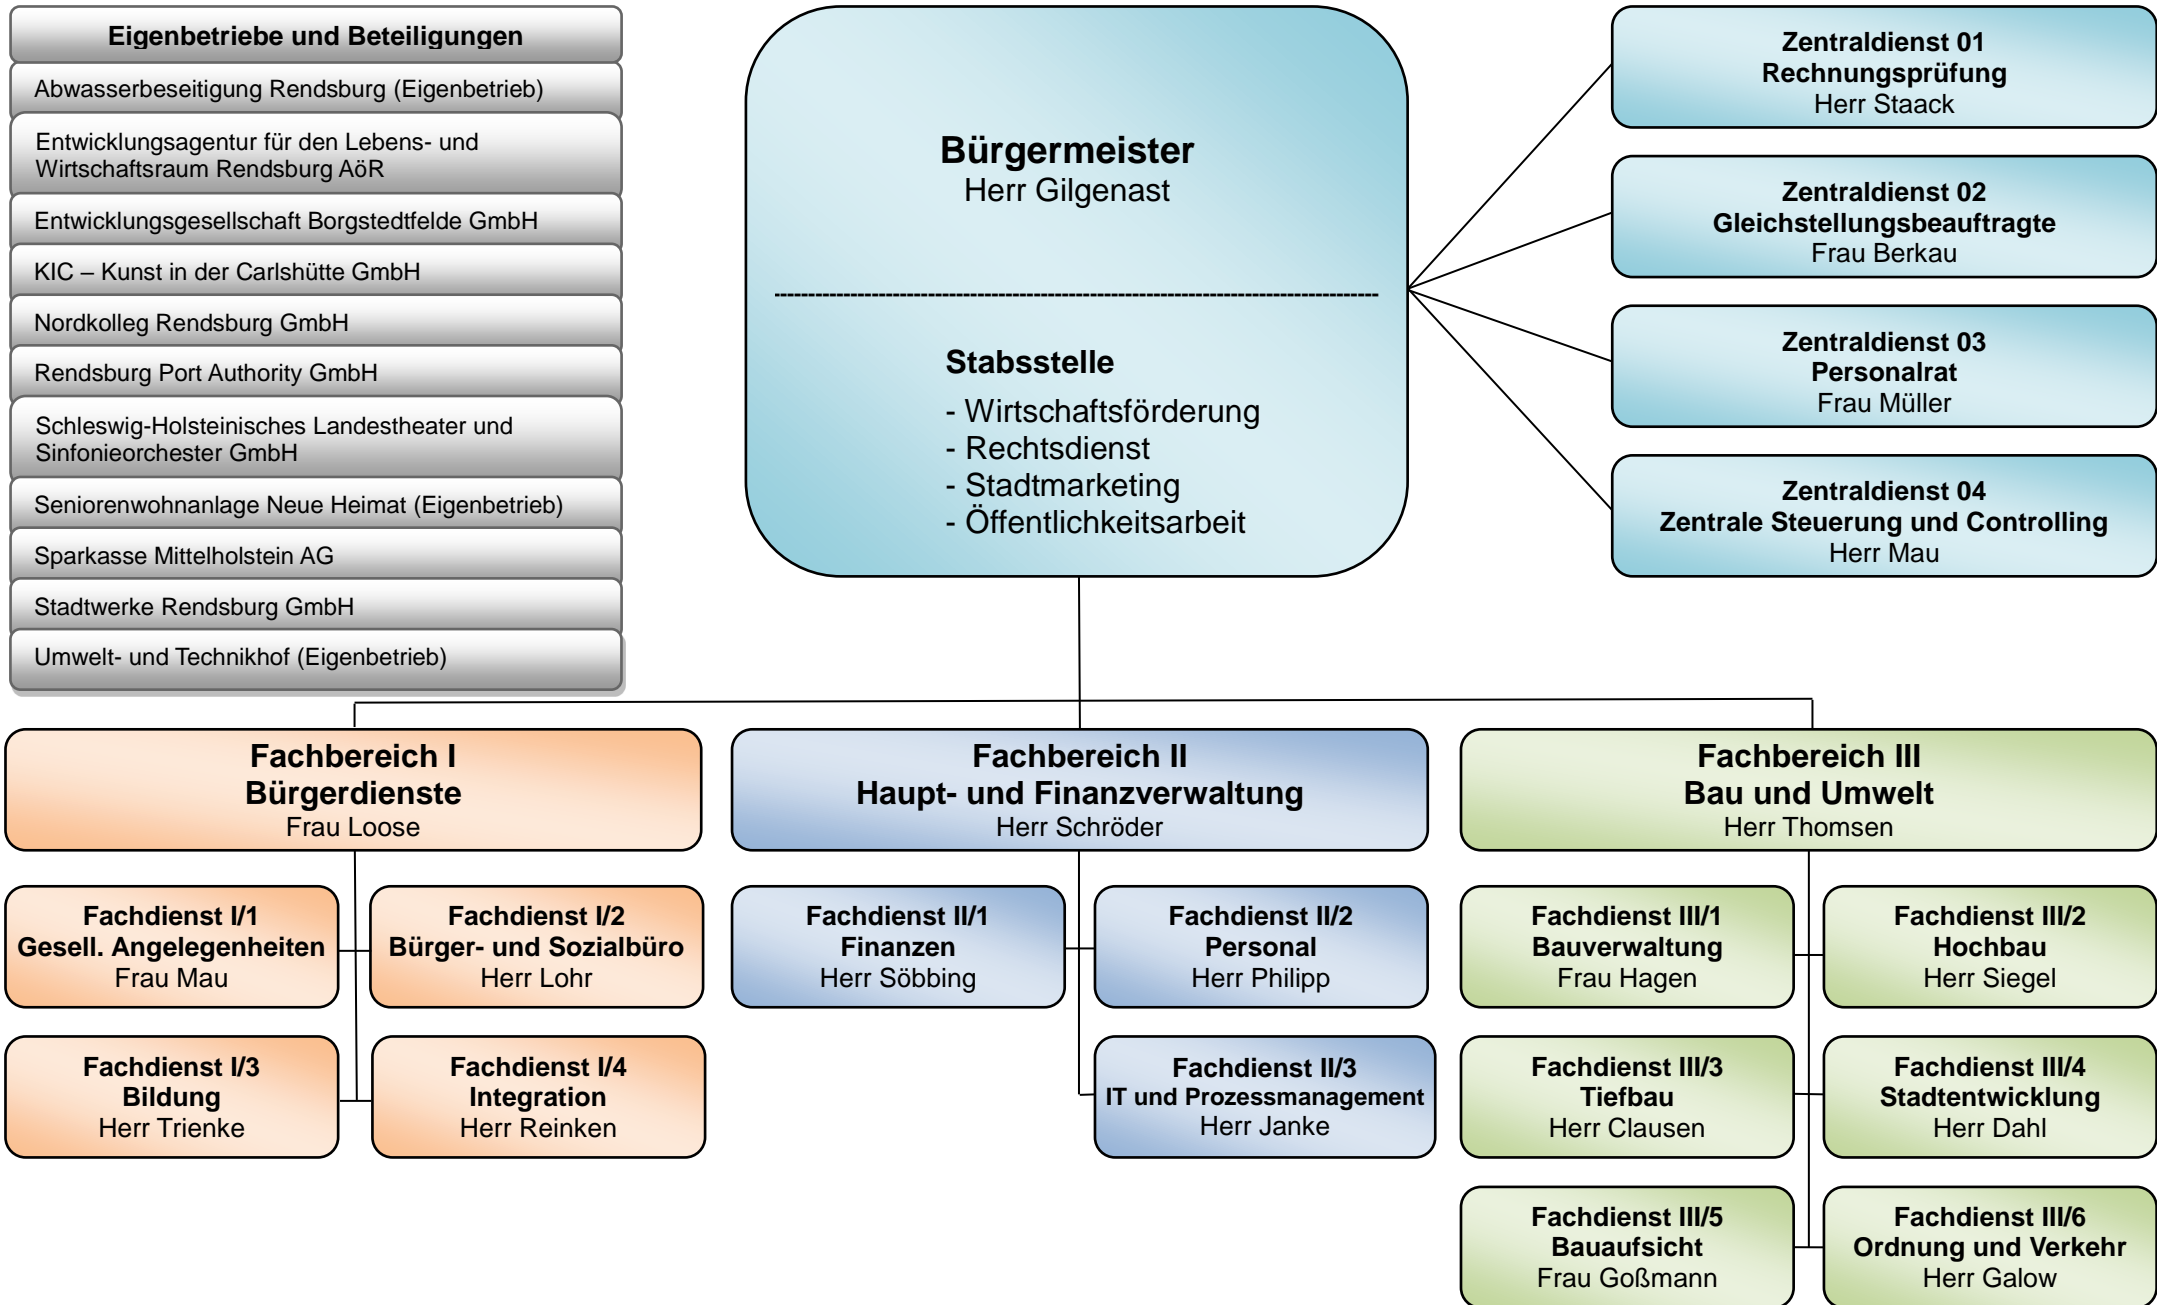 Eigenbetriebe und Beteiligungen
Abwasserbeseitigung Rendsburg (Eigenbetrieb)
Entwicklungsagentur für den Lebens- und
Wirtschaftsraum Rendsburg AöR
Entwicklungsgesellschaft Borgstedtfelde GmbH
KIC – Kunst in der Carlshütte GmbH
Nordkolleg Rendsburg GmbH
Rendsburg Port Authority GmbH
Schleswig-Holsteinisches Landestheater und
Sinfonieorchester GmbH
Seniorenwohnanlage Neue Heimat (Eigenbetrieb)
Sparkasse Mittelholstein AG
Stadtwerke Rendsburg GmbH
Umwelt- und Technikhof (Eigenbetrieb)
Bürgermeister
Herr Gilgenast
Stabsstelle
- Wirtschaftsförderung
- Rechtsdienst
- Stadtmarketing
- Öffentlichkeitsarbeit
Zentraldienst 01
Rechnungsprüfung
Herr Staack
Zentraldienst 02
Gleichstellungsbeauftragte
Frau Berkau
Zentraldienst 03
Personalrat
Frau Müller
Zentraldienst 04
Zentrale Steuerung und Controlling
Herr Mau
Fachbereich I
Bürgerdienste
Frau Loose
Fachdienst I/1
Gesell. Angelegenheiten
Frau Mau
Fachdienst I/2
Bürger- und Sozialbüro
Herr Lohr
Fachdienst I/3
Bildung
Herr Trienke
Fachdienst I/4
Integration
Herr Reinken
Fachbereich II
Haupt- und Finanzverwaltung
Herr Schröder
Fachdienst II/1
Finanzen
Herr Söbbing
Fachdienst II/2
Personal
Herr Philipp
Fachdienst II/3
IT und Prozessmanagement
Herr Janke
Fachbereich III
Bau und Umwelt
Herr Thomsen
Fachdienst III/1
Bauverwaltung
Frau Hagen
Fachdienst III/2
Hochbau
Herr Siegel
Fachdienst III/3
Tiefbau
Herr Clausen
Fachdienst III/4
Stadtentwicklung
Herr Dahl
Fachdienst III/5
Bauaufsicht
Frau Goßmann
Fachdienst III/6
Ordnung und Verkehr
Herr Galow